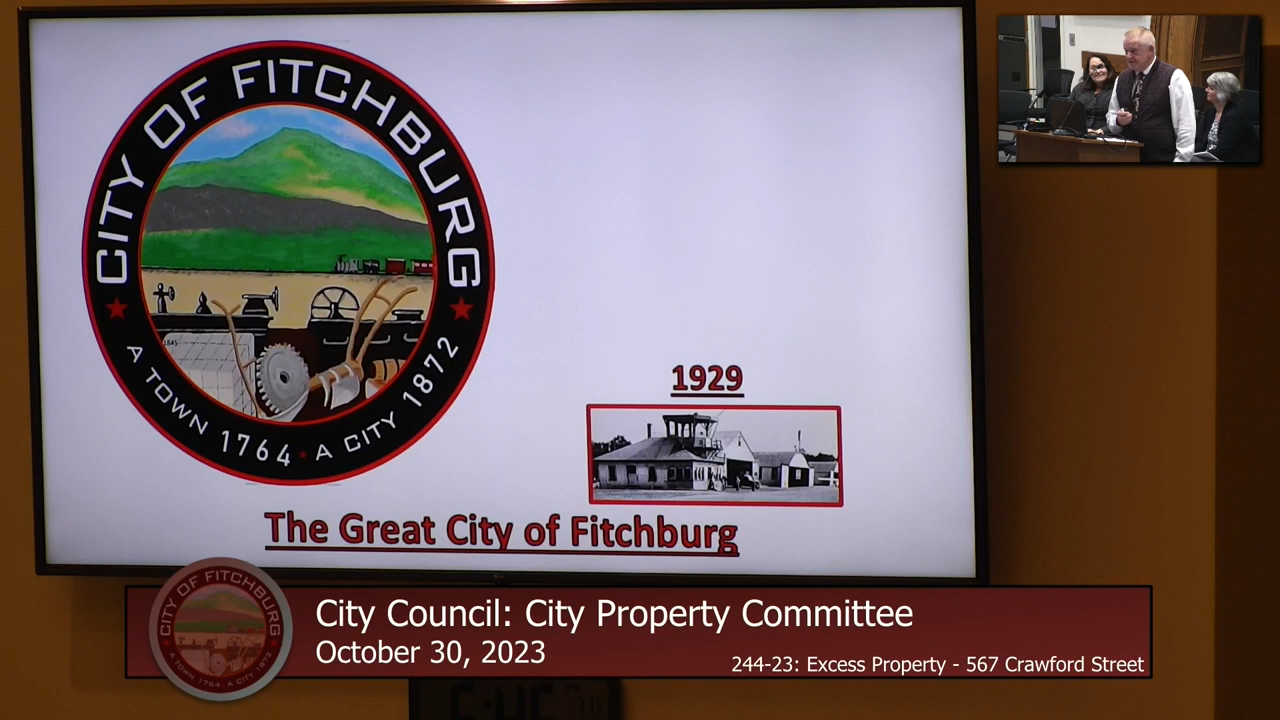 CITY OF FITCHBURG
1845
A TOWN 1764 ★ A CITY 1872
1929
The Great City of Fitchburg
CITY OF FITCHBURG
A TOWN 1764 · A CITY 1872
City Council: City Property Committee
October 30, 2023
244-23: Excess Property - 567 Crawford Street